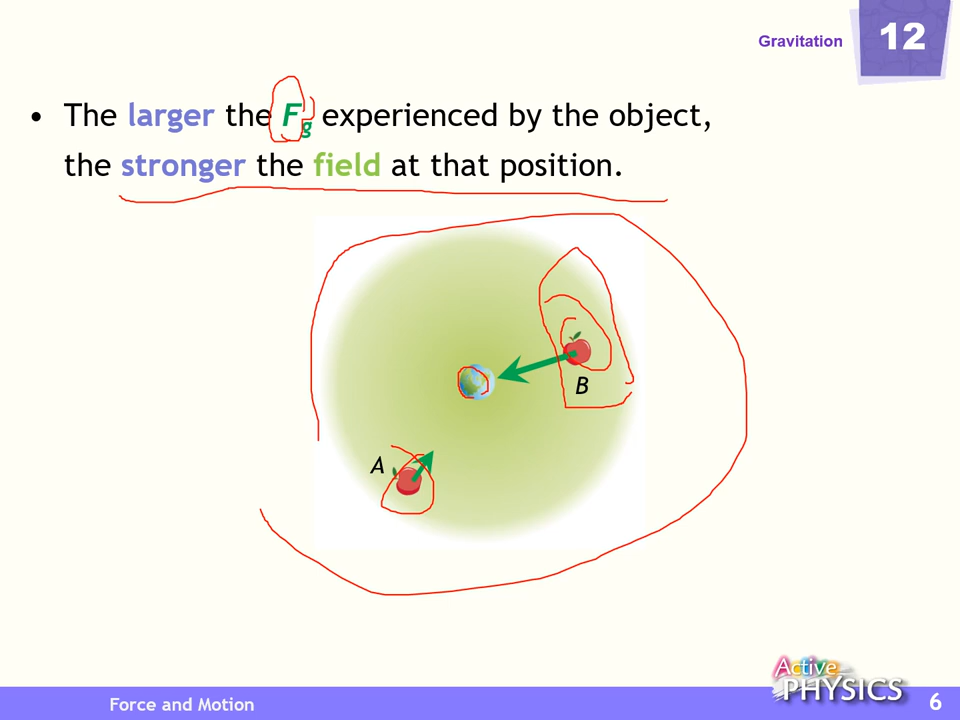 Gravitation
12
• The larger the Fg experienced by the object,
the stronger the field at that position.
B
A
Active
PHYSICS
Force and Motion
6